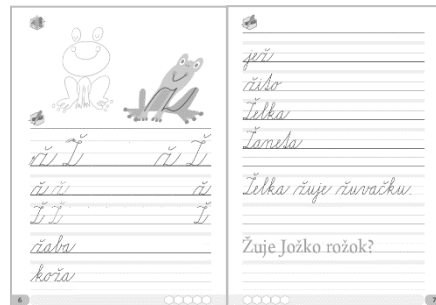 ž Ž ž Ž
ž ž ž
Ž Ž Ž
žaba
koža
6
jež
žito
Želka
Žaneta
Želka žuje žuvačku.
Žuje Jožko rožok?
7